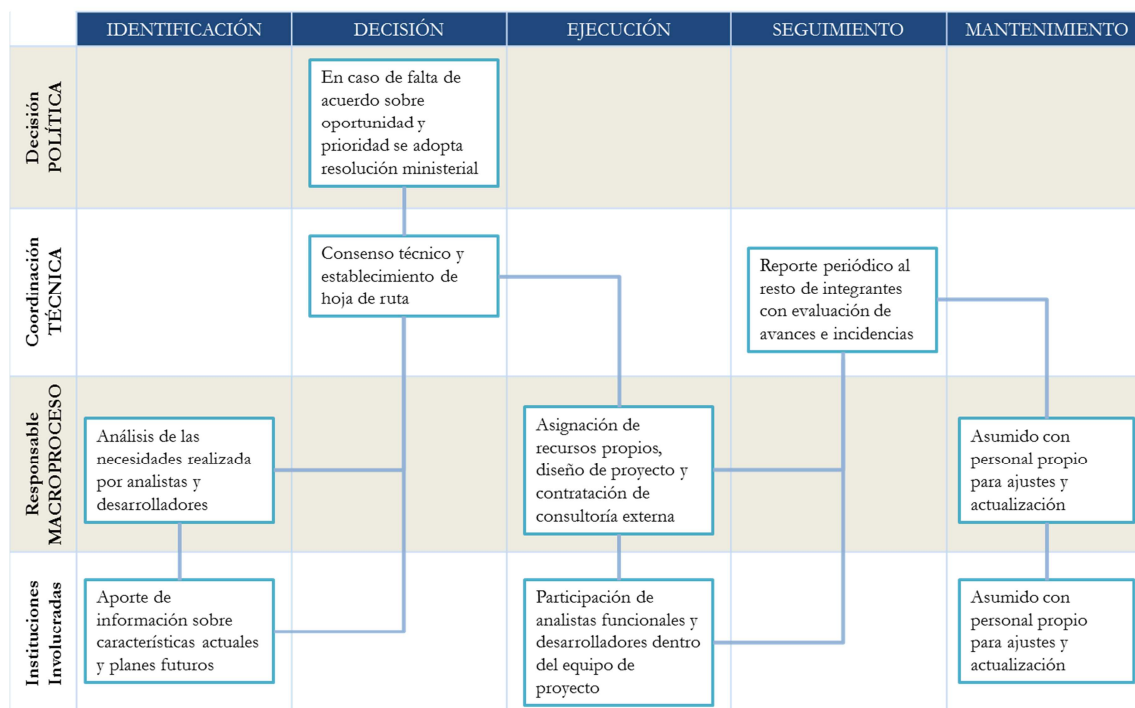 IDENTIFICACIÓN
DECISIÓN
EJECUCIÓN
SEGUIMIENTO
MANTENIMIENTO
Decisión
POLÍTICA
En caso de falta de
acuerdo sobre
oportunidad y
prioridad se adopta
resolución ministerial
Coordinación
TÉCNICA
Consenso técnico y
establecimiento de
hoja de ruta
Reporte periódico al
resto de integrantes
con evaluación de
avances e incidencias
Responsable
MACROPROCESO
Análisis de las
necesidades realizada
por analistas y
desarrolladores
Asignación de
recursos propios,
diseño de proyecto y
contratación de
consultoría externa
Asumido con
personal propio
para ajustes y
actualización
Instituciones
Involucradas
Aporte de
información sobre
características actuales
y planes futuros
Participación de
analistas funcionales y
desarrolladores dentro
del equipo de
proyecto
Asumido con
personal propio
para ajustes y
actualización